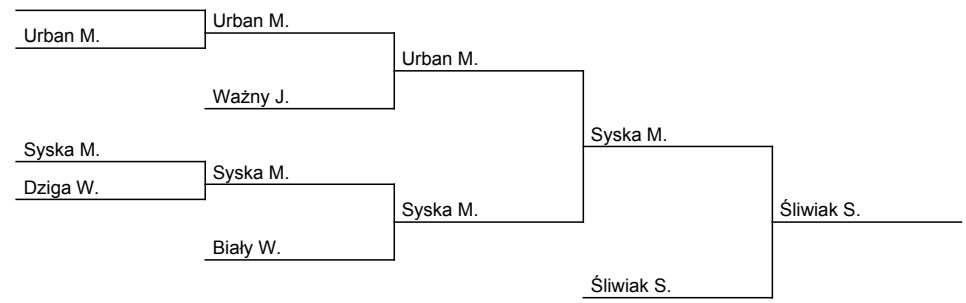 Urban M.
Urban M.
Urban M.
Ważny J.
Syska M.
Syska M.
Syska M.
Dziga W.
Syska M.
Śliwiak S.
Biały W.
Śliwiak S.